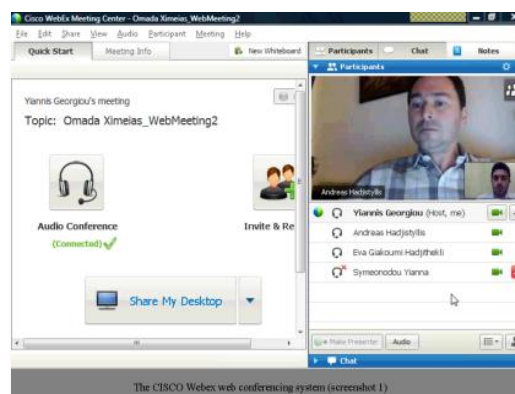 Cisco WebEx Meeting Center - Omada Ximeias_WebMeeting2
File Edit Share View Audio Participant Meeting Help
Quick Start Meeting Info New Whiteboard Participants Chat Notes
Participants
Yiannis Georgiou's meeting
Topic: Omada Ximeias_WebMeeting2
Andreas Hadjistyllis
Yiannis Georgiou (Host, me)
Andreas Hadjistyllis
Audio Conference Invite & Re
Eva Giakoumi Hadjithekli
(Connected)
Symeonodou Yianna
Share My Desktop
Make Presenter Audio
Chat
The CISCO Webex web conferencing system (screenshot 1)